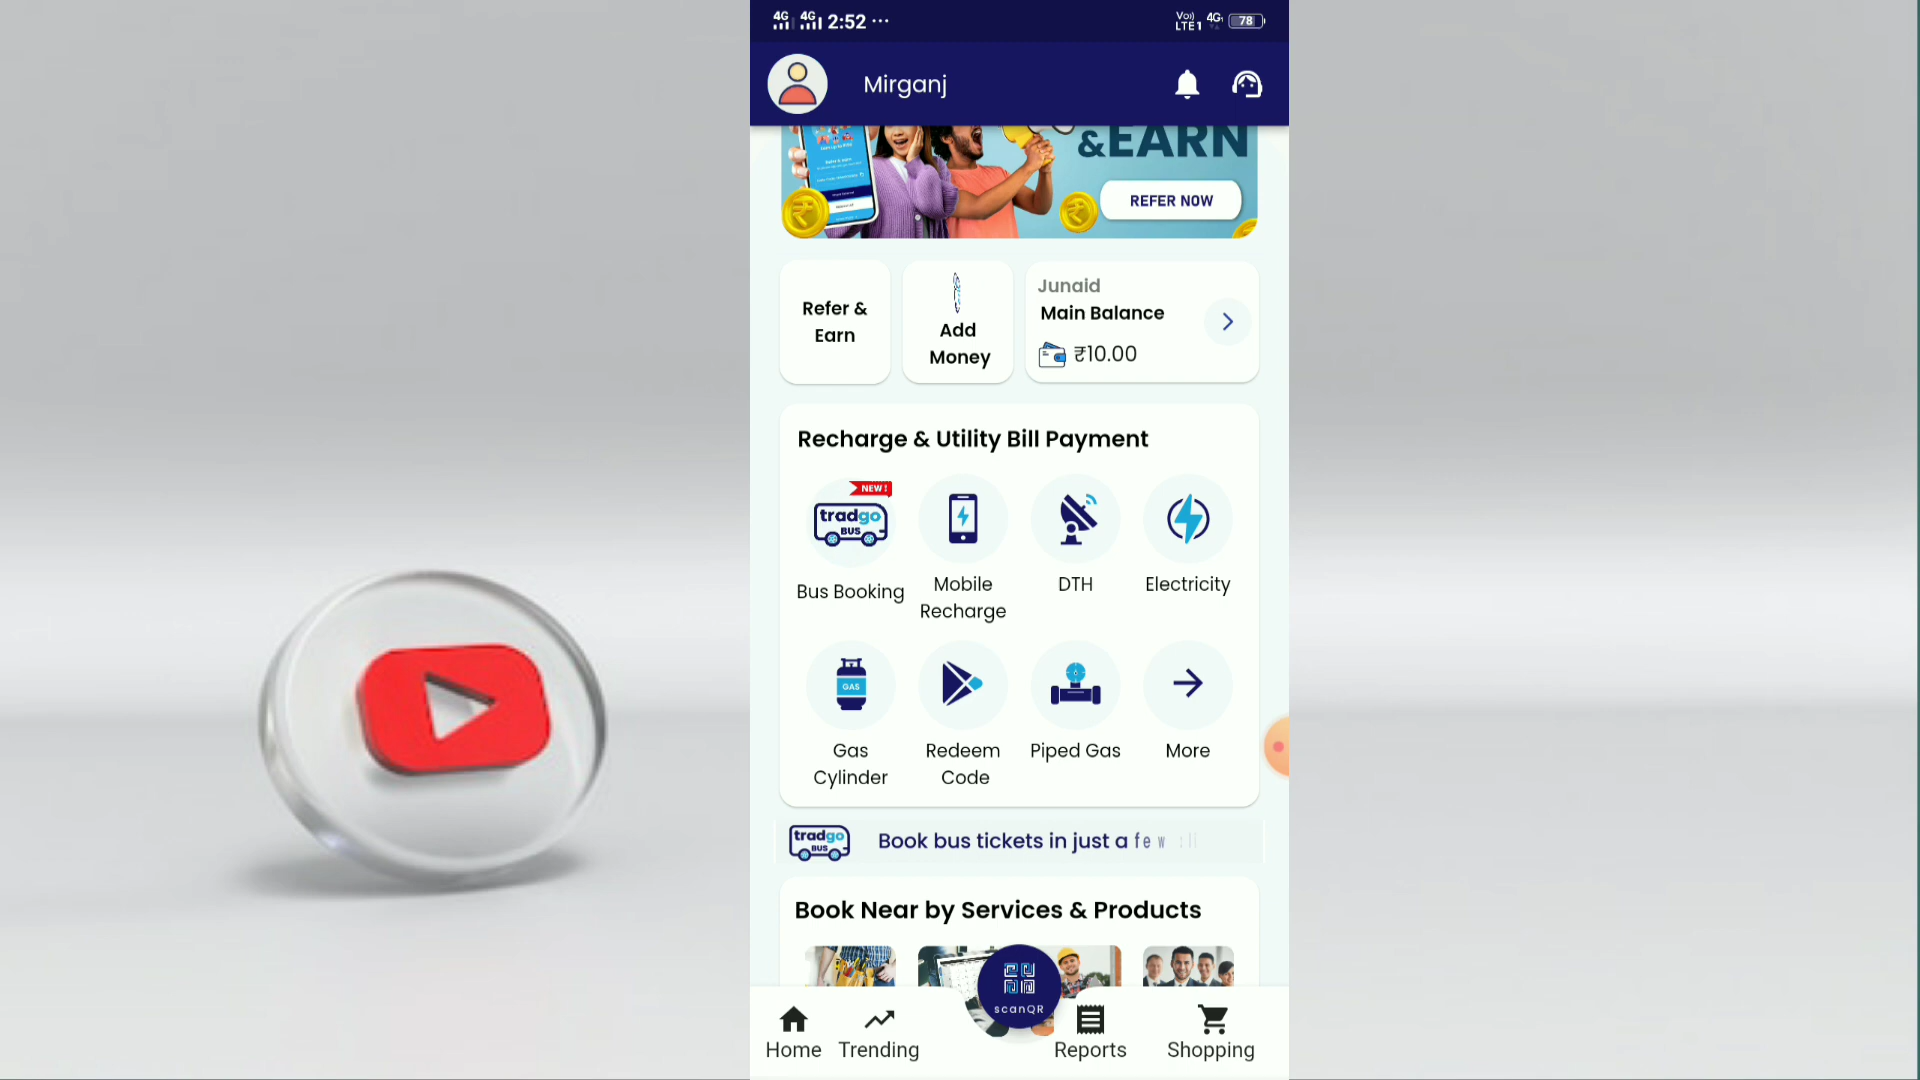 4G 4G 2:52 ...
Vo) LTE1 4G 78
Mirganj
&EARN
REFER NOW
Refer & Earn
Add Money
Junaid
Main Balance
₹10.00
Recharge & Utility Bill Payment
NEW!
tradgo
BUS
Bus Booking
Mobile Recharge
DTH
Electricity
GAS
Gas Cylinder
Redeem Code
Piped Gas
More
tradgo
BUS
Book bus tickets in just a few
Book Near by Services & Products
scanQR
Home
Trending
Reports
Shopping